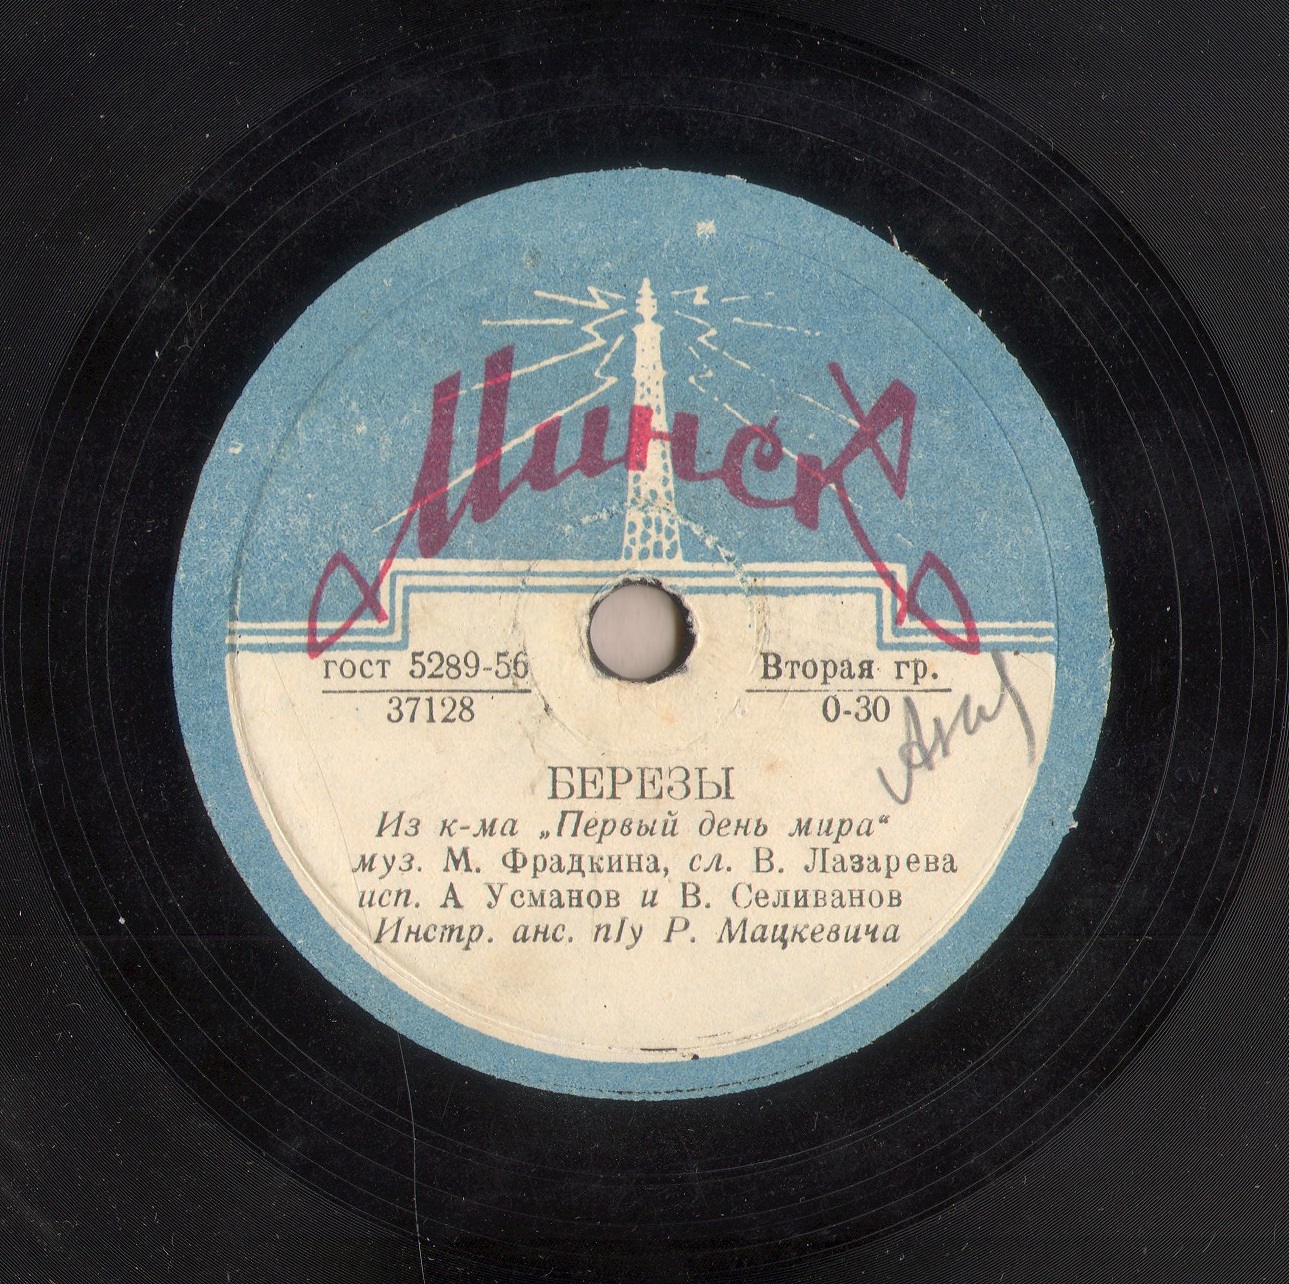 Минск
гост 5289-56 Вторая гр.
37128 0-30
БЕРЕЗЫ
Из к-ма „Первый день мира“
муз. М. Фрадкина, сл. В. Лазарева
исп. А Усманов и В. Селиванов
Инстр. анс. п/у Р. Мацкевича